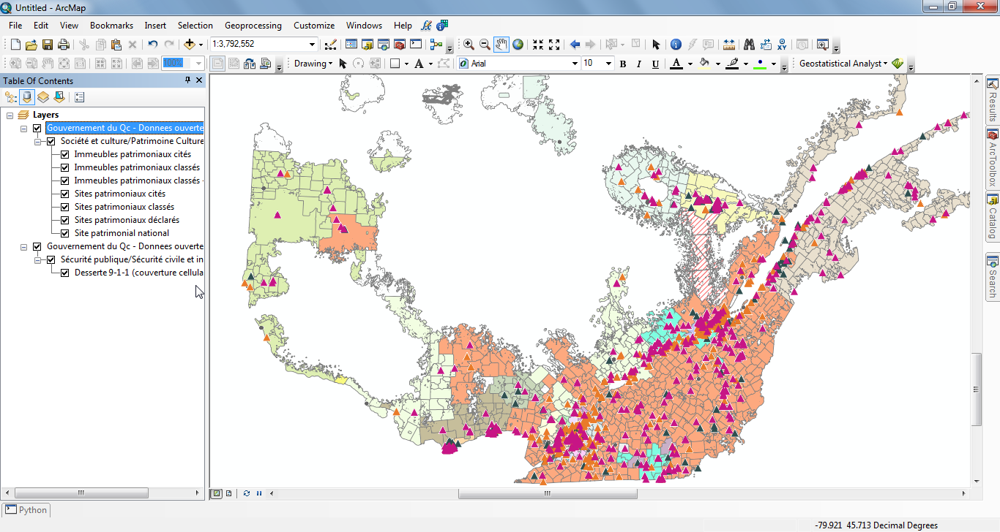 Untitled - ArcMap
File Edit View Bookmarks Insert Selection Geoprocessing Customize Windows Help
1:3,792,552
100% Drawing A Arial 10 B I U A Geostatistical Analyst
Table Of Contents
Layers
Gouvernement du Qc - Donnees ouverte
Société et culture/Patrimoine Culture
Immeubles patrimoniaux cités
Immeubles patrimoniaux classés
Immeubles patrimoniaux classés -
Sites patrimoniaux cités
Sites patrimoniaux classés
Sites patrimoniaux déclarés
Site patrimonial national
Gouvernement du Qc - Donnees ouverte
Sécurité publique/Sécurité civile et in
Desserte 9-1-1 (couverture cellula
Results
ArcToolbox
Catalog
Search
Python
-79.921 45.713 Decimal Degrees